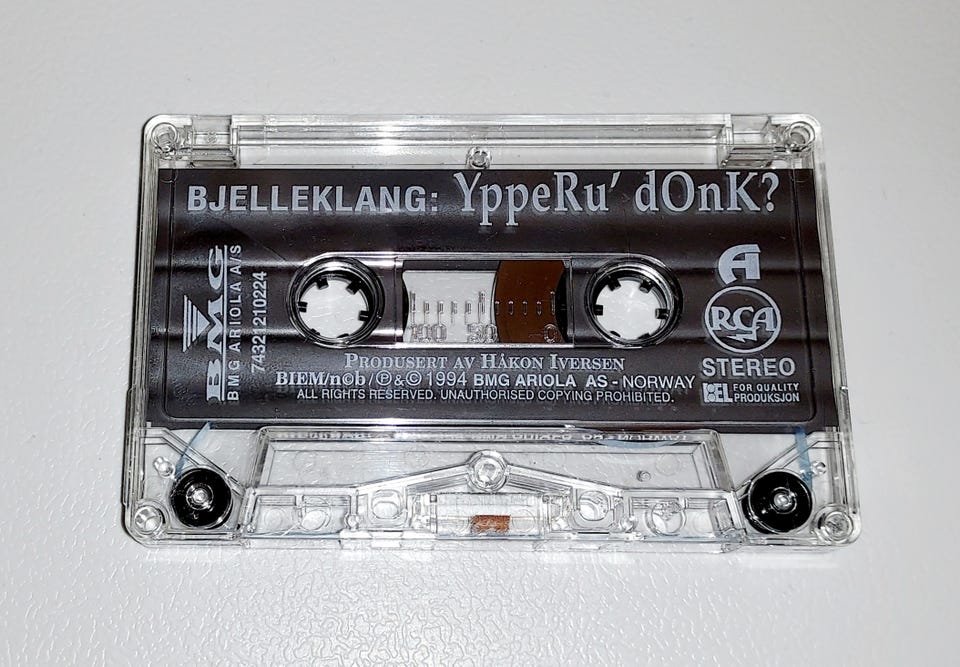 BJELLEKLANG: YppeRu' dOnK?
BMG
BMG ARIOLA A/S
74321210224
A
RCA
STEREO
100 50 0
PRODUSERT AV HÅKON IVERSEN
BIEM/n©b/℗&© 1994 BMG ARIOLA AS - NORWAY
ALL RIGHTS RESERVED. UNAUTHORISED COPYING PROHIBITED.
FOR QUALITY
PRODUKSJON